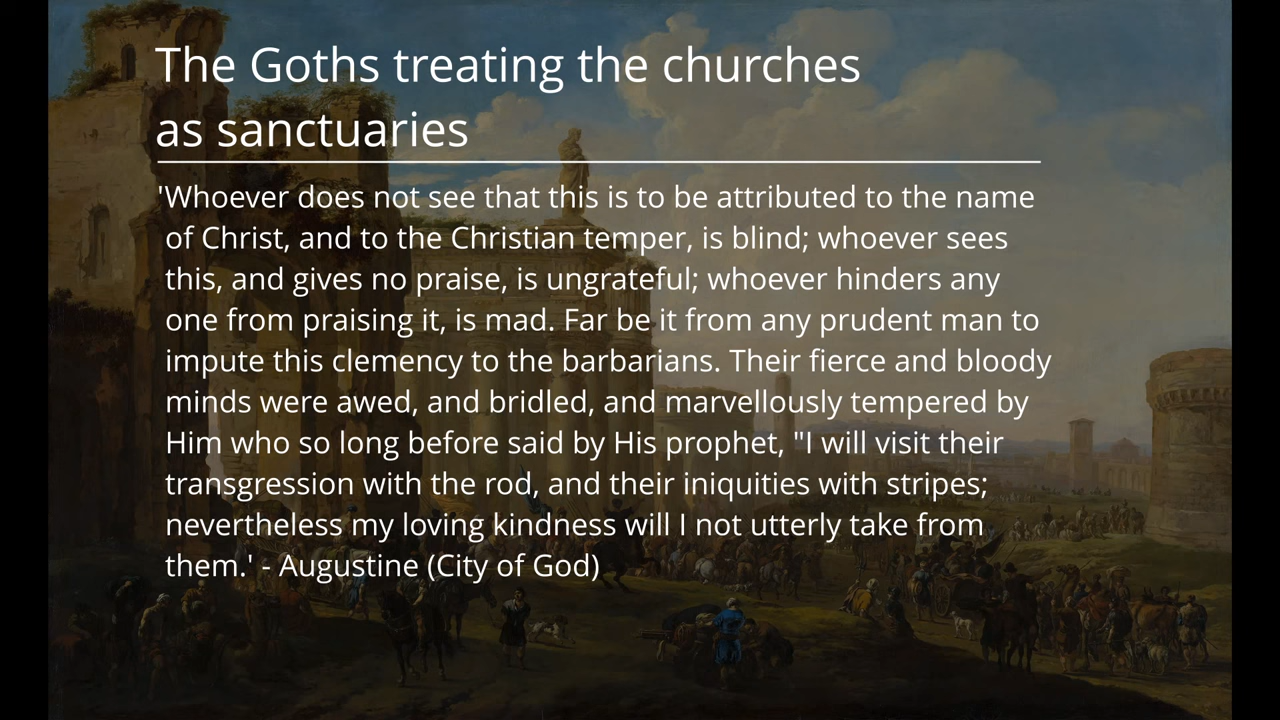 The Goths treating the churches
as sanctuaries
'Whoever does not see that this is to be attributed to the name
of Christ, and to the Christian temper, is blind; whoever sees
this, and gives no praise, is ungrateful; whoever hinders any
one from praising it, is mad. Far be it from any prudent man to
impute this clemency to the barbarians. Their fierce and bloody
minds were awed, and bridled, and marvellously tempered by
Him who so long before said by His prophet, "I will visit their
transgression with the rod, and their iniquities with stripes;
nevertheless my loving kindness will I not utterly take from
them.' - Augustine (City of God)